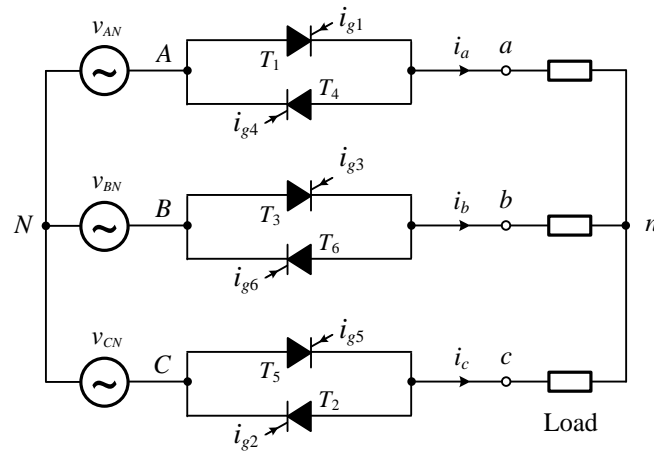 v_AN
A
i_g1
T_1
T_4
i_g4
i_a
a
v_BN
N
B
i_g3
T_3
T_6
i_g6
i_b
b
n
v_CN
C
i_g5
T_5
T_2
i_g2
i_c
c
Load